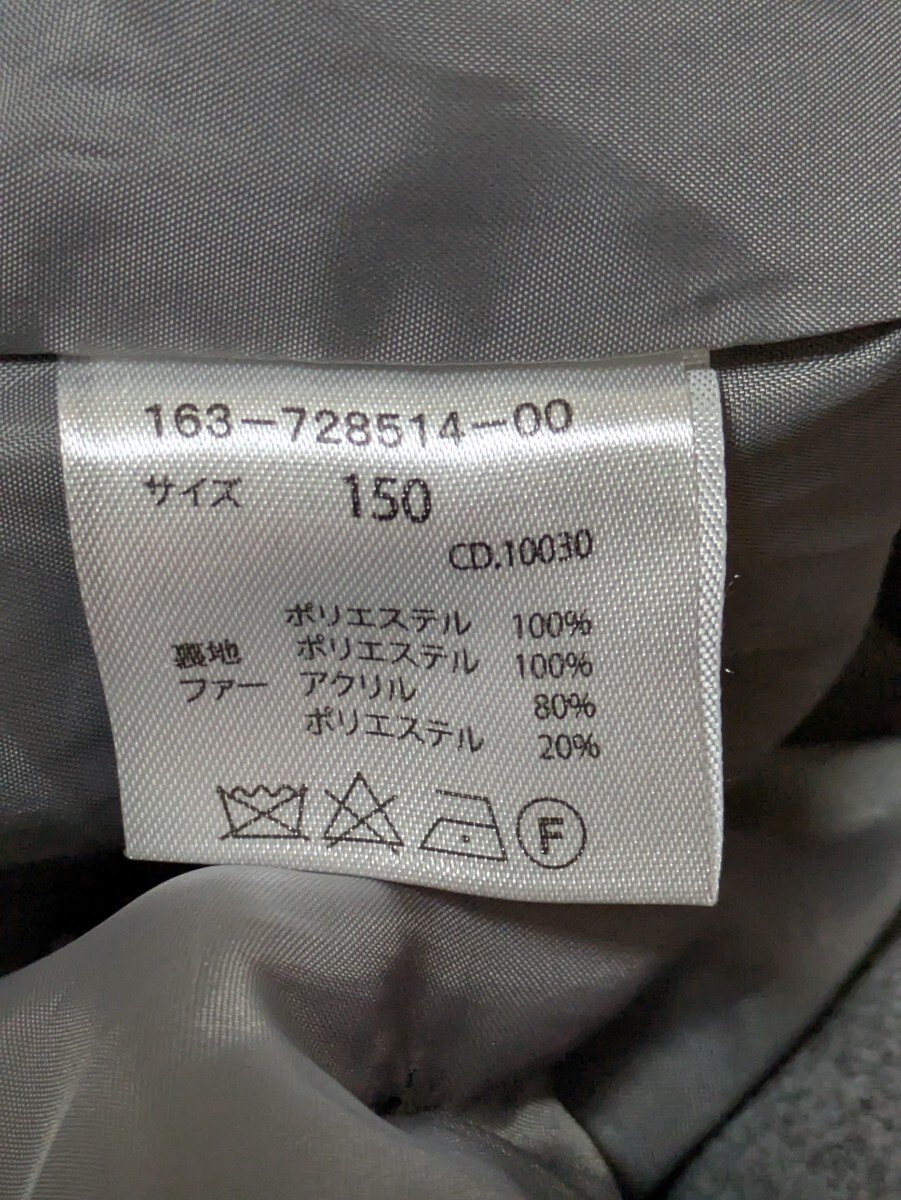 163-728514-00
サイズ 150
CD.10030
ポリエステル 100%
裏地 ポリエステル 100%
ファー アクリル 80%
ポリエステル 20%
F